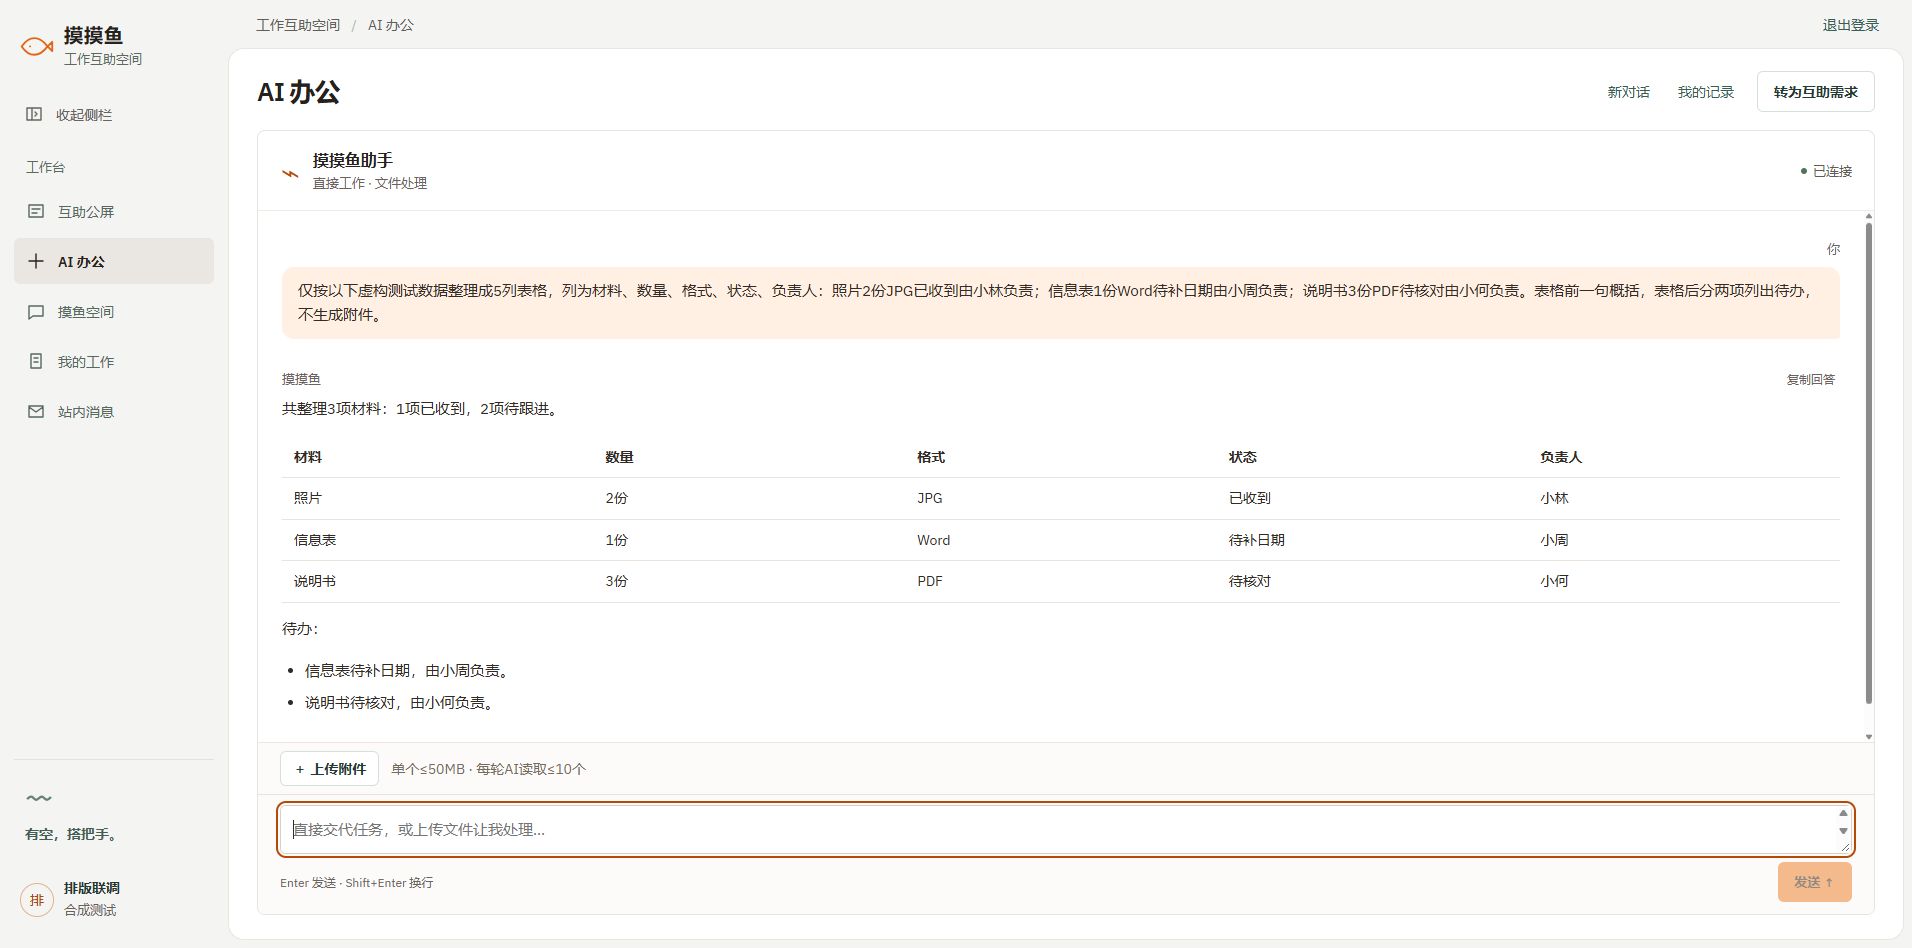 摸摸鱼
工作互助空间
收起侧栏
工作台
互助公屏
AI 办公
摸鱼空间
我的工作
站内消息
有空，搭把手。
排
排版联调
合成测试
工作互助空间 / AI 办公
退出登录
AI 办公
新对话
我的记录
转为互助需求
摸摸鱼助手
直接工作 · 文件处理
已连接
你
仅按以下虚构测试数据整理成5列表格，列为材料、数量、格式、状态、负责人：照片2份JPG已收到由小林负责；信息表1份Word待补日期由小周负责；说明书3份PDF待核对由小何负责。表格前一句概括，表格后分两项列出待办，
不生成附件。
摸摸鱼
复制回答
共整理3项材料：1项已收到，2项待跟进。
材料 数量 格式 状态 负责人
照片 2份 JPG 已收到 小林
信息表 1份 Word 待补日期 小周
说明书 3份 PDF 待核对 小何
待办：
• 信息表待补日期，由小周负责。
• 说明书待核对，由小何负责。
+ 上传附件
单个≤50MB · 每轮AI读取≤10个
直接交代任务，或上传文件让我处理...
Enter 发送 · Shift+Enter 换行
发送 ↑